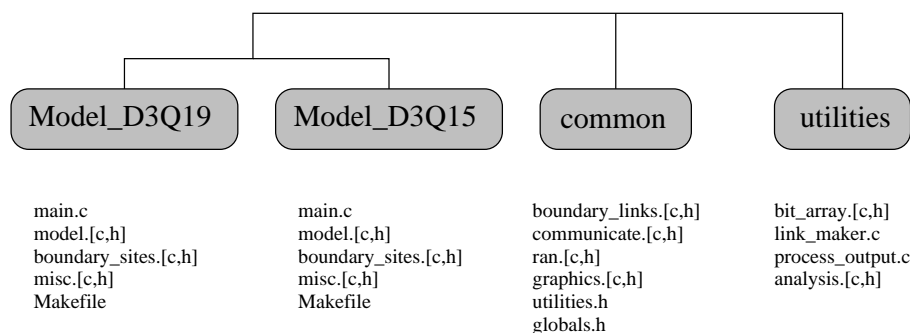 Model_D3Q19
Model_D3Q15
common
utilities
main.c
model.[c,h]
boundary_sites.[c,h]
misc.[c,h]
Makefile
main.c
model.[c,h]
boundary_sites.[c,h]
misc.[c,h]
Makefile
boundary_links.[c,h]
communicate.[c,h]
ran.[c,h]
graphics.[c,h]
utilities.h
globals.h
bit_array.[c,h]
link_maker.c
process_output.c
analysis.[c,h]